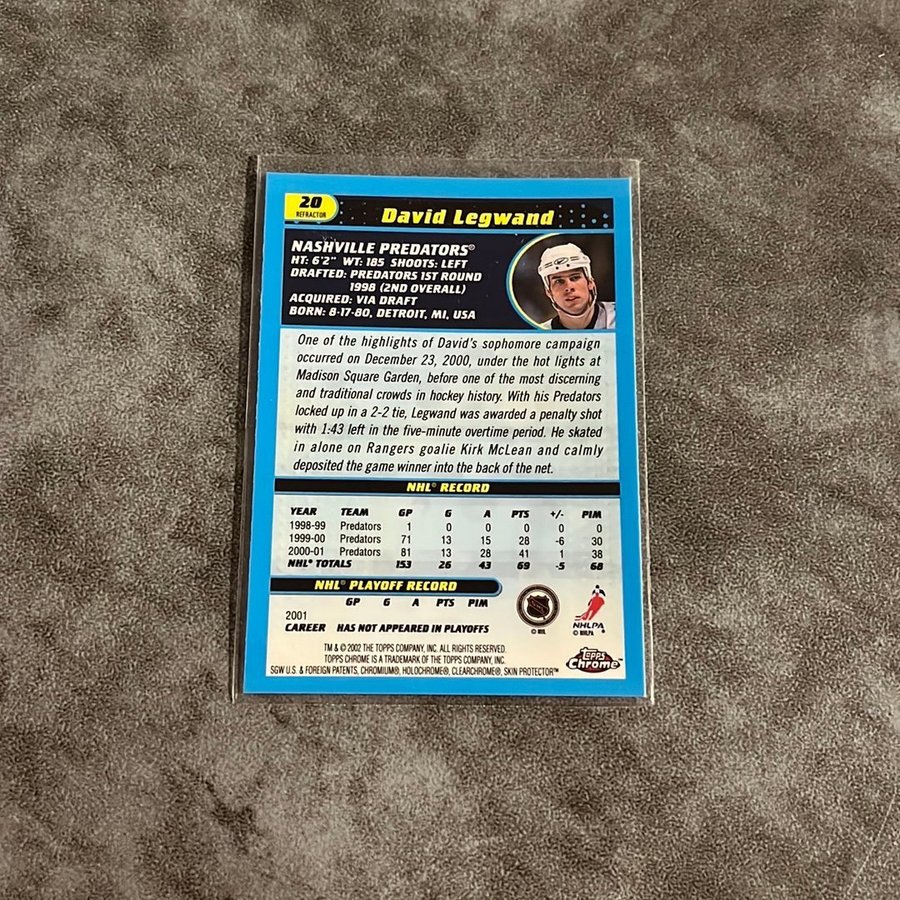 20
REFRACTOR
David Legwand
NASHVILLE PREDATORS®
HT: 6'2" WT: 185 SHOOTS: LEFT
DRAFTED: PREDATORS 1ST ROUND
1998 (2ND OVERALL)
ACQUIRED: VIA DRAFT
BORN: 8-17-80, DETROIT, MI, USA
One of the highlights of David's sophomore campaign
occurred on December 23, 2000, under the hot lights at
Madison Square Garden, before one of the most discerning
and traditional crowds in hockey history. With his Predators
locked up in a 2-2 tie, Legwand was awarded a penalty shot
with 1:43 left in the five-minute overtime period. He skated
in alone on Rangers goalie Kirk McLean and calmly
deposited the game winner into the back of the net.
NHL® RECORD
YEAR TEAM GP G A PTS +/- PIM
1998-99 Predators 1 0 0 0 0 0
1999-00 Predators 71 13 15 28 -6 30
2000-01 Predators 81 13 28 41 1 38
NHL® TOTALS 153 26 43 69 -5 68
NHL® PLAYOFF RECORD
GP G A PTS PIM
2001
CAREER HAS NOT APPEARED IN PLAYOFFS
© NHL
NHLPA
© NHLPA
TM & © 2002 THE TOPPS COMPANY, INC. ALL RIGHTS RESERVED.
TOPPS CHROME IS A TRADEMARK OF THE TOPPS COMPANY, INC.
SGW U.S. & FOREIGN PATENTS, CHROMIUM®, HOLOCHROME®, CLEARCHROME®, SKIN PROTECTOR™
Topps
Chrome™